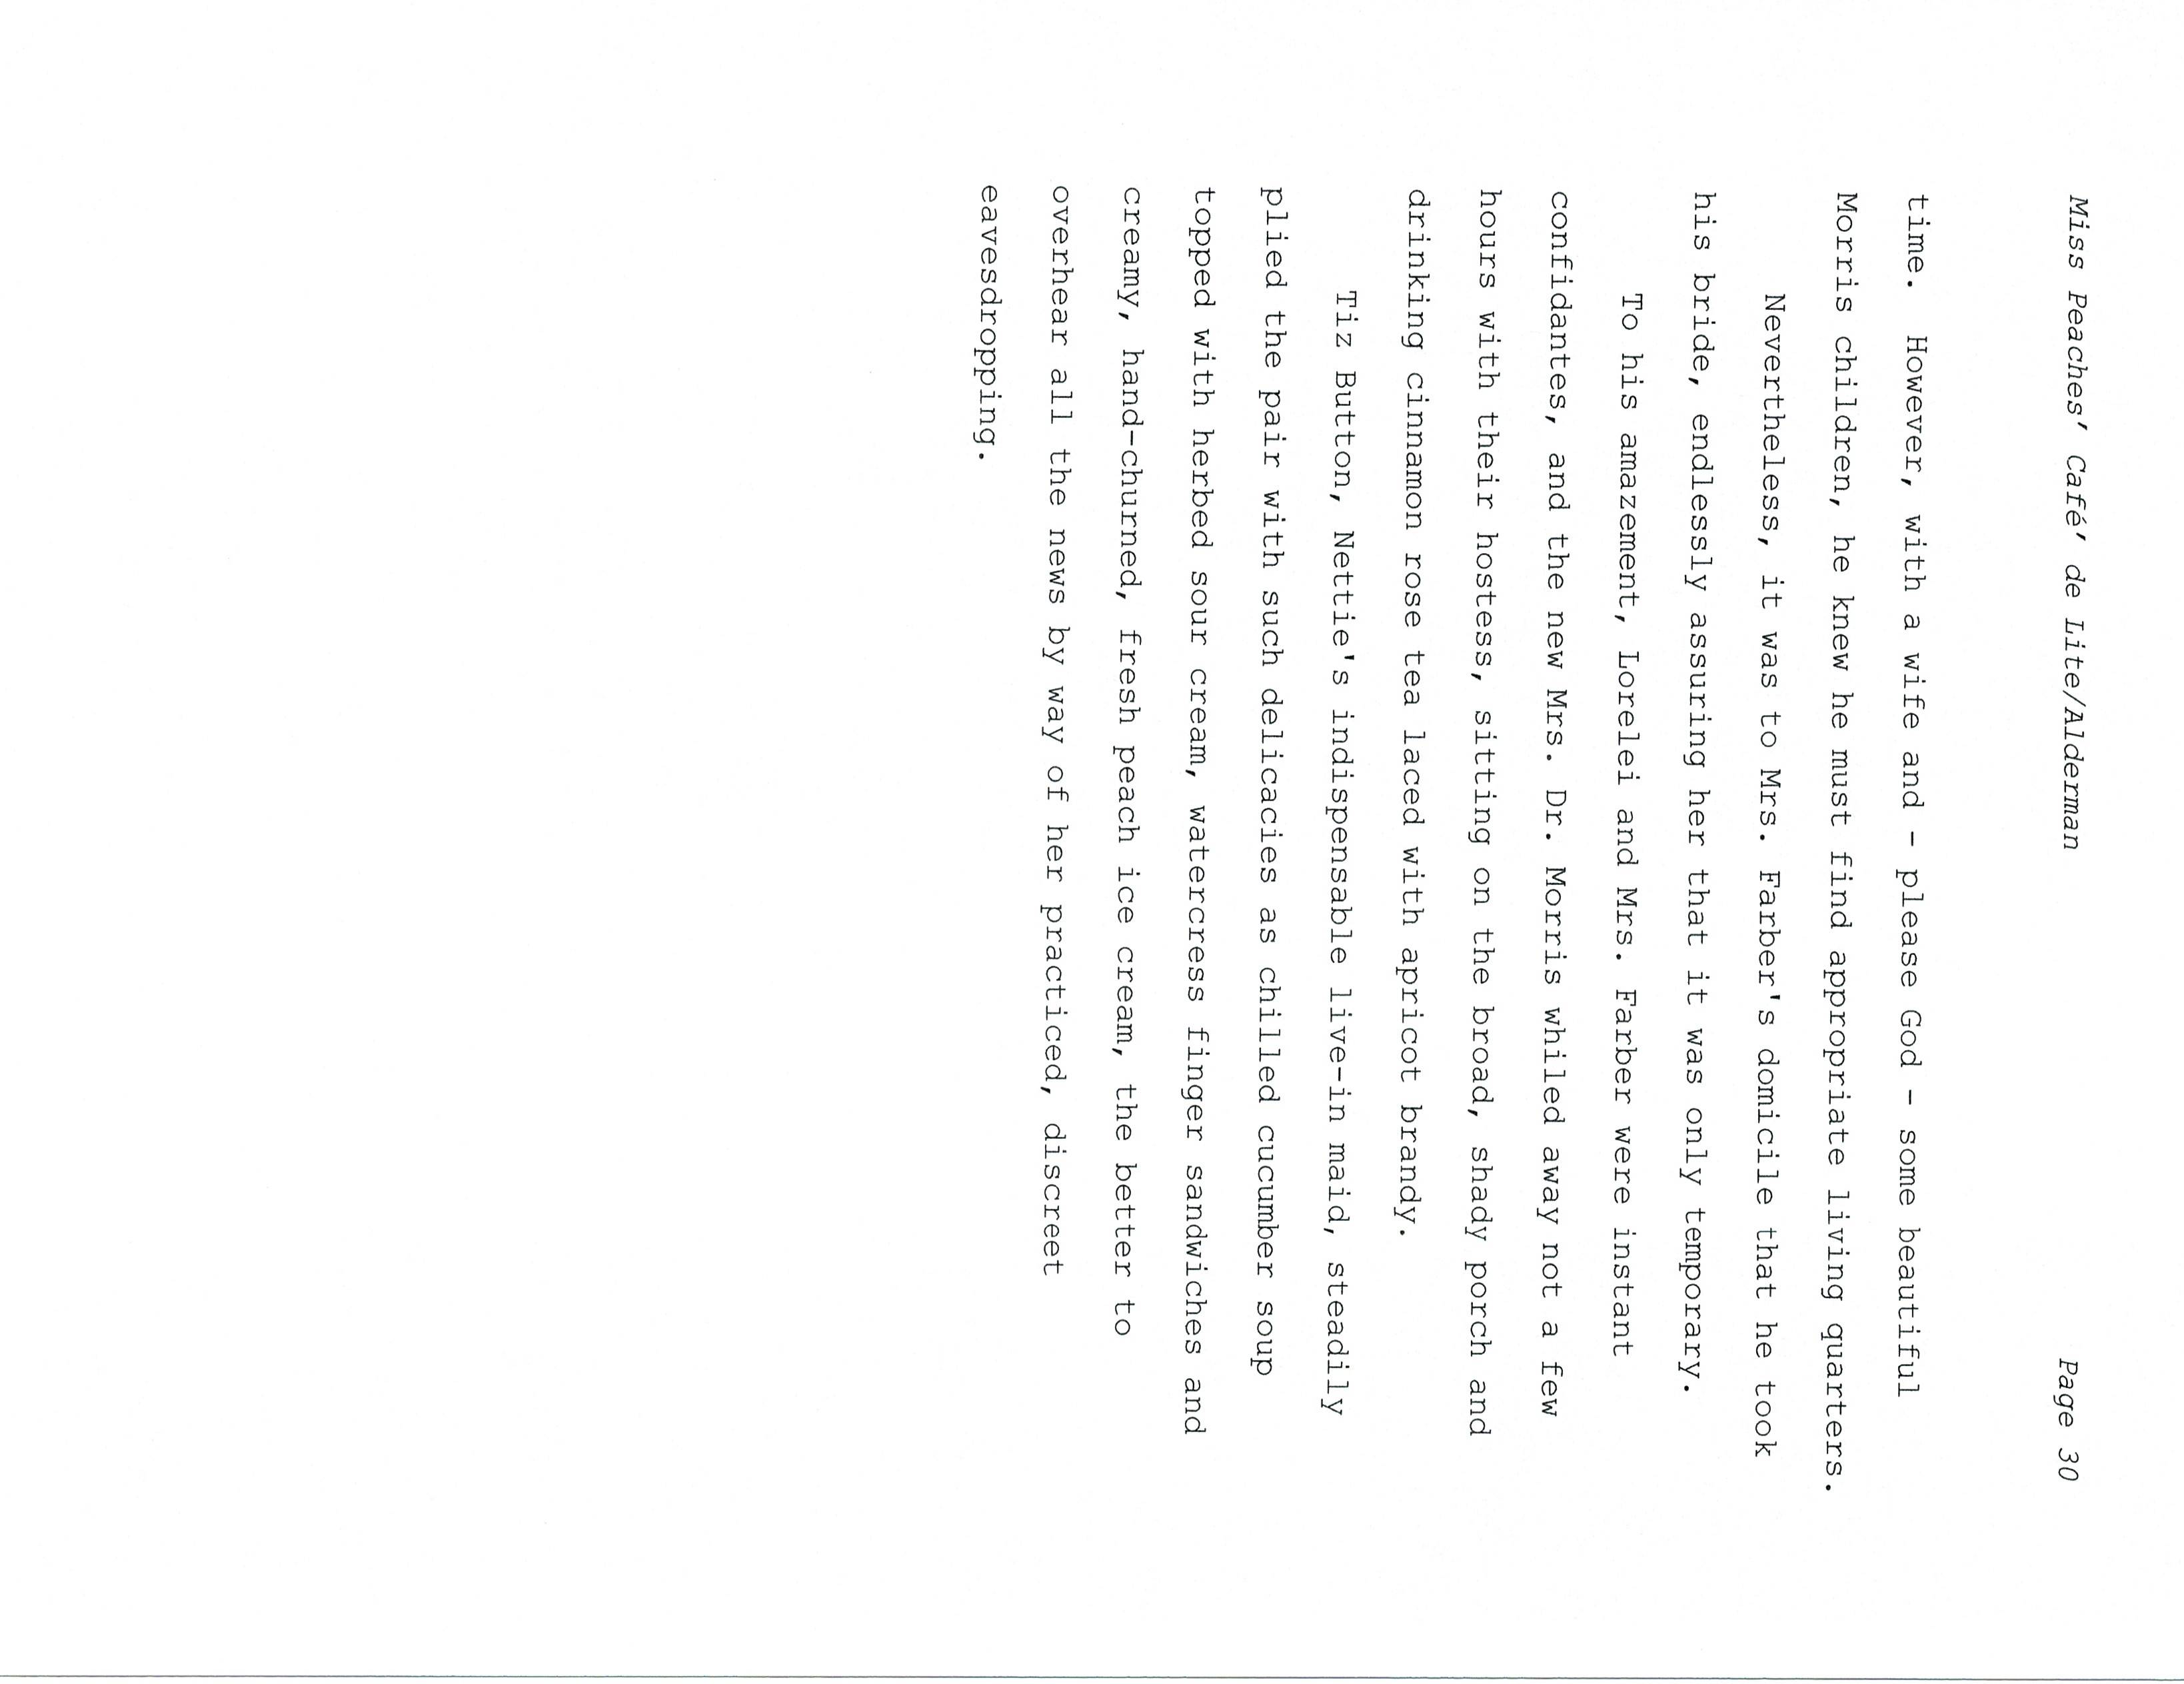 Miss Peaches' Café' de Lite/Alderman Page 30
time.  However, with a wife and - please God - some beautiful
Morris children, he knew he must find appropriate living quarters.
Nevertheless, it was to Mrs. Farber's domicile that he took
his bride, endlessly assuring her that it was only temporary.
To his amazement, Lorelei and Mrs. Farber were instant
confidantes, and the new Mrs. Dr. Morris whiled away not a few
hours with their hostess, sitting on the broad, shady porch and
drinking cinnamon rose tea laced with apricot brandy.
Tiz Button, Nettie's indispensable live-in maid, steadily
plied the pair with such delicacies as chilled cucumber soup
topped with herbed sour cream, watercress finger sandwiches and
creamy, hand-churned, fresh peach ice cream, the better to
overhear all the news by way of her practiced, discreet
eavesdropping.